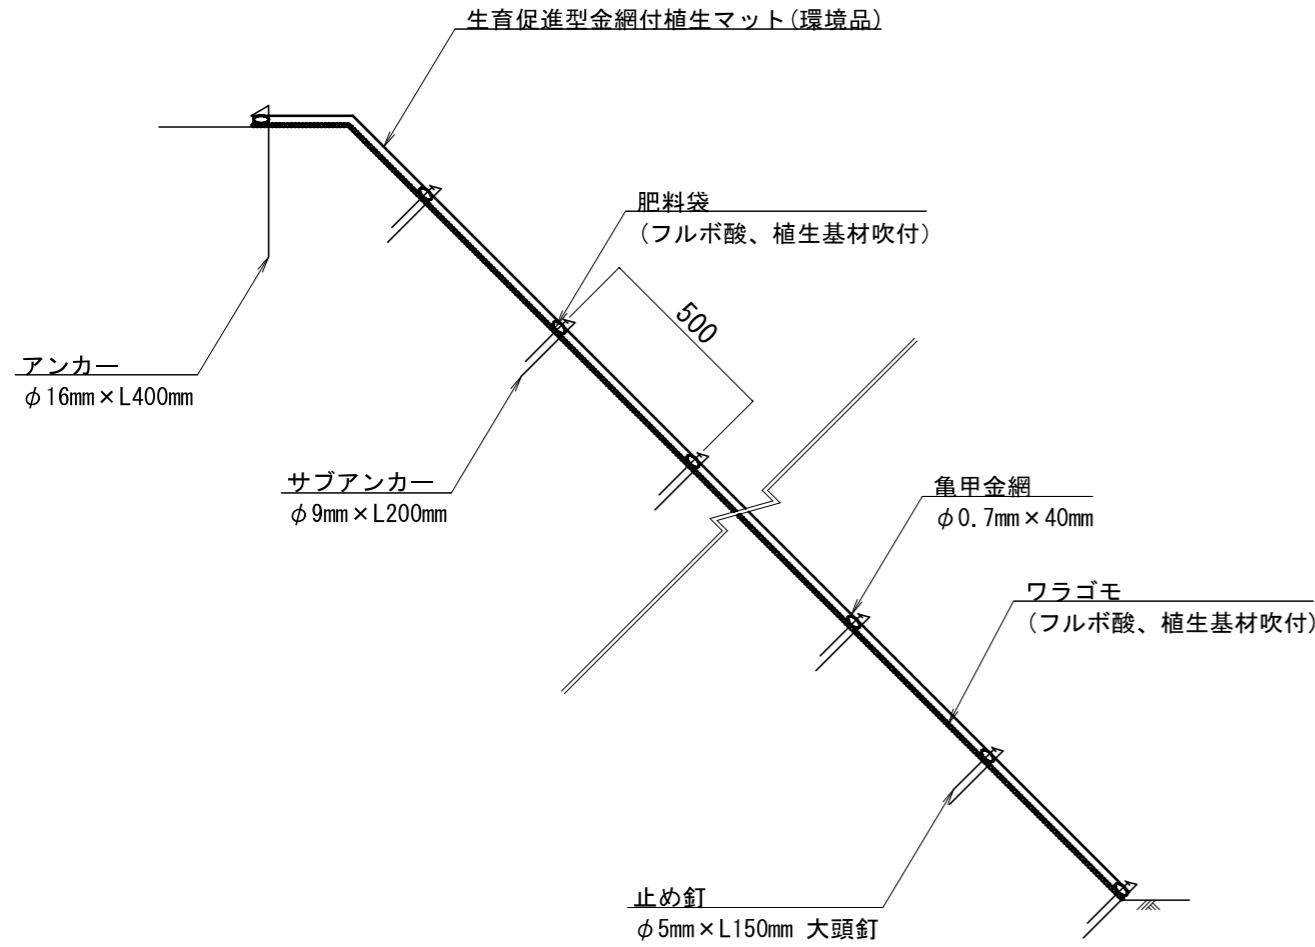 生育促進型金網付植生マット(環境品)
肥料袋
(フルボ酸、植生基材吹付)
500
アンカー
φ16mm×L400mm
サブアンカー
φ9mm×L200mm
亀甲金網
φ0.7mm×40mm
ワラゴモ
(フルボ酸、植生基材吹付)
止め釘
φ5mm×L150mm 大頭釘